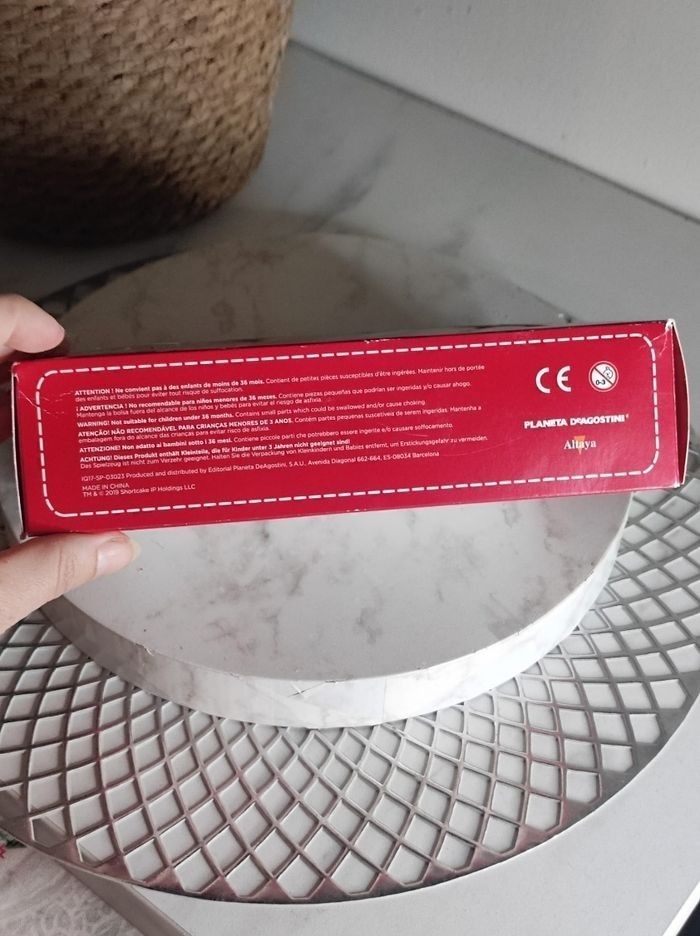 ATTENTION ! Ne convient pas à des enfants de moins de 36 mois. Contient de petites pièces susceptibles d'être ingérées. Maintenir hors de portée
des enfants et bébés pour éviter tout risque de suffocation.
¡ ADVERTENCIA ! No recomendable para niños menores de 36 meses. Contiene piezas pequeñas que podrían ser ingeridas y/o causar ahogo.
Mantenga la bolsa fuera del alcance de los niños y bebés para evitar el riesgo de asfixia.
WARNING! Not suitable for children under 36 months. Contains small parts which could be swallowed and/or cause choking.
ATENÇÃO! NÃO RECOMENDÁVEL PARA CRIANÇAS MENORES DE 3 ANOS. Contém partes pequenas suscetíveis de serem ingeridas. Mantenha a
embalagem fora do alcance das crianças para evitar risco de asfixia.
ATTENZIONE! Non adatto ai bambini sotto i 36 mesi. Contiene piccole parti che potrebbero essere ingerite e/o causare soffocamento.
ACHTUNG! Dieses Produkt enthält Kleinteile, die für Kinder unter 3 Jahren nicht geeignet sind!
Das Spielzeug ist nicht zum Verzehr geeignet. Halten Sie die Verpackung von Kleinkindern und Babies entfernt, um Erstickungsgefahr zu vermeiden.
IQ17-SP-03023 Produced and distributed by Editorial Planeta DeAgostini, S.A.U., Avenida Diagonal 662-664, ES-08034 Barcelona
MADE IN CHINA
TM & © 2019 Shortcake IP Holdings LLC
CE
0-3
PLANETA DEAGOSTINI
Altaya